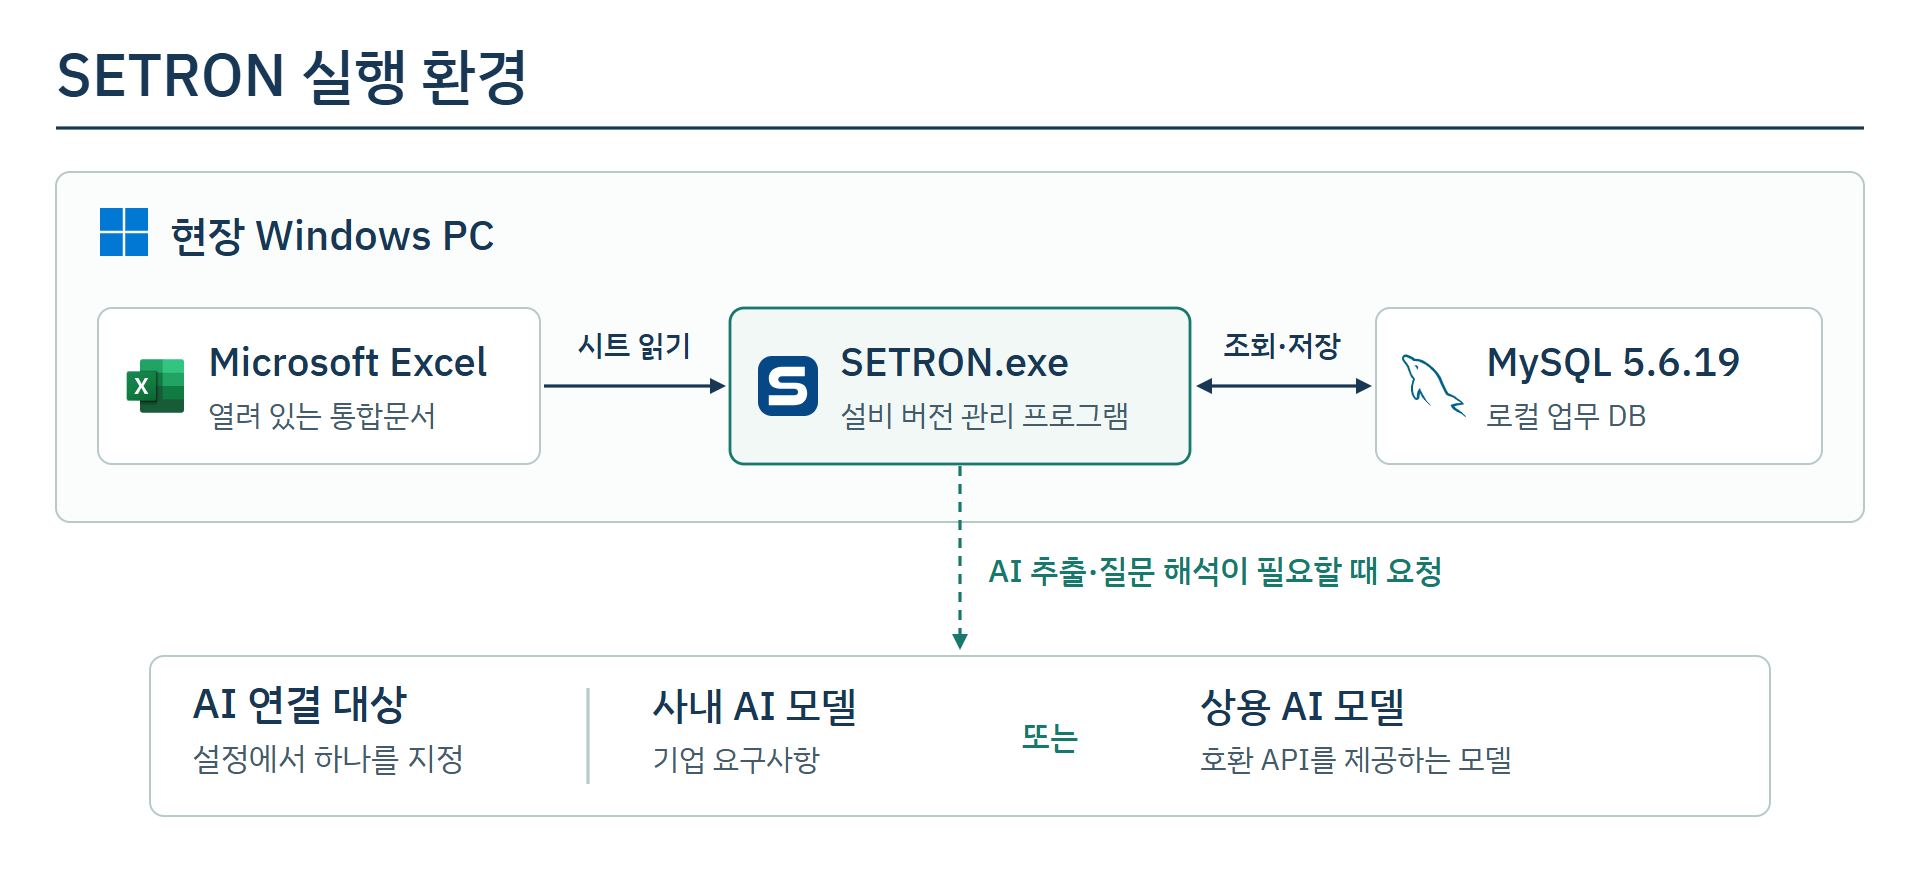 SETRON 실행 환경
현장 Windows PC
Microsoft Excel
열려 있는 통합문서
시트 읽기
SETRON.exe
설비 버전 관리 프로그램
조회·저장
MySQL 5.6.19
로컬 업무 DB
AI 추출·질문 해석이 필요할 때 요청
AI 연결 대상
설정에서 하나를 지정
사내 AI 모델
기업 요구사항
또는
상용 AI 모델
호환 API를 제공하는 모델